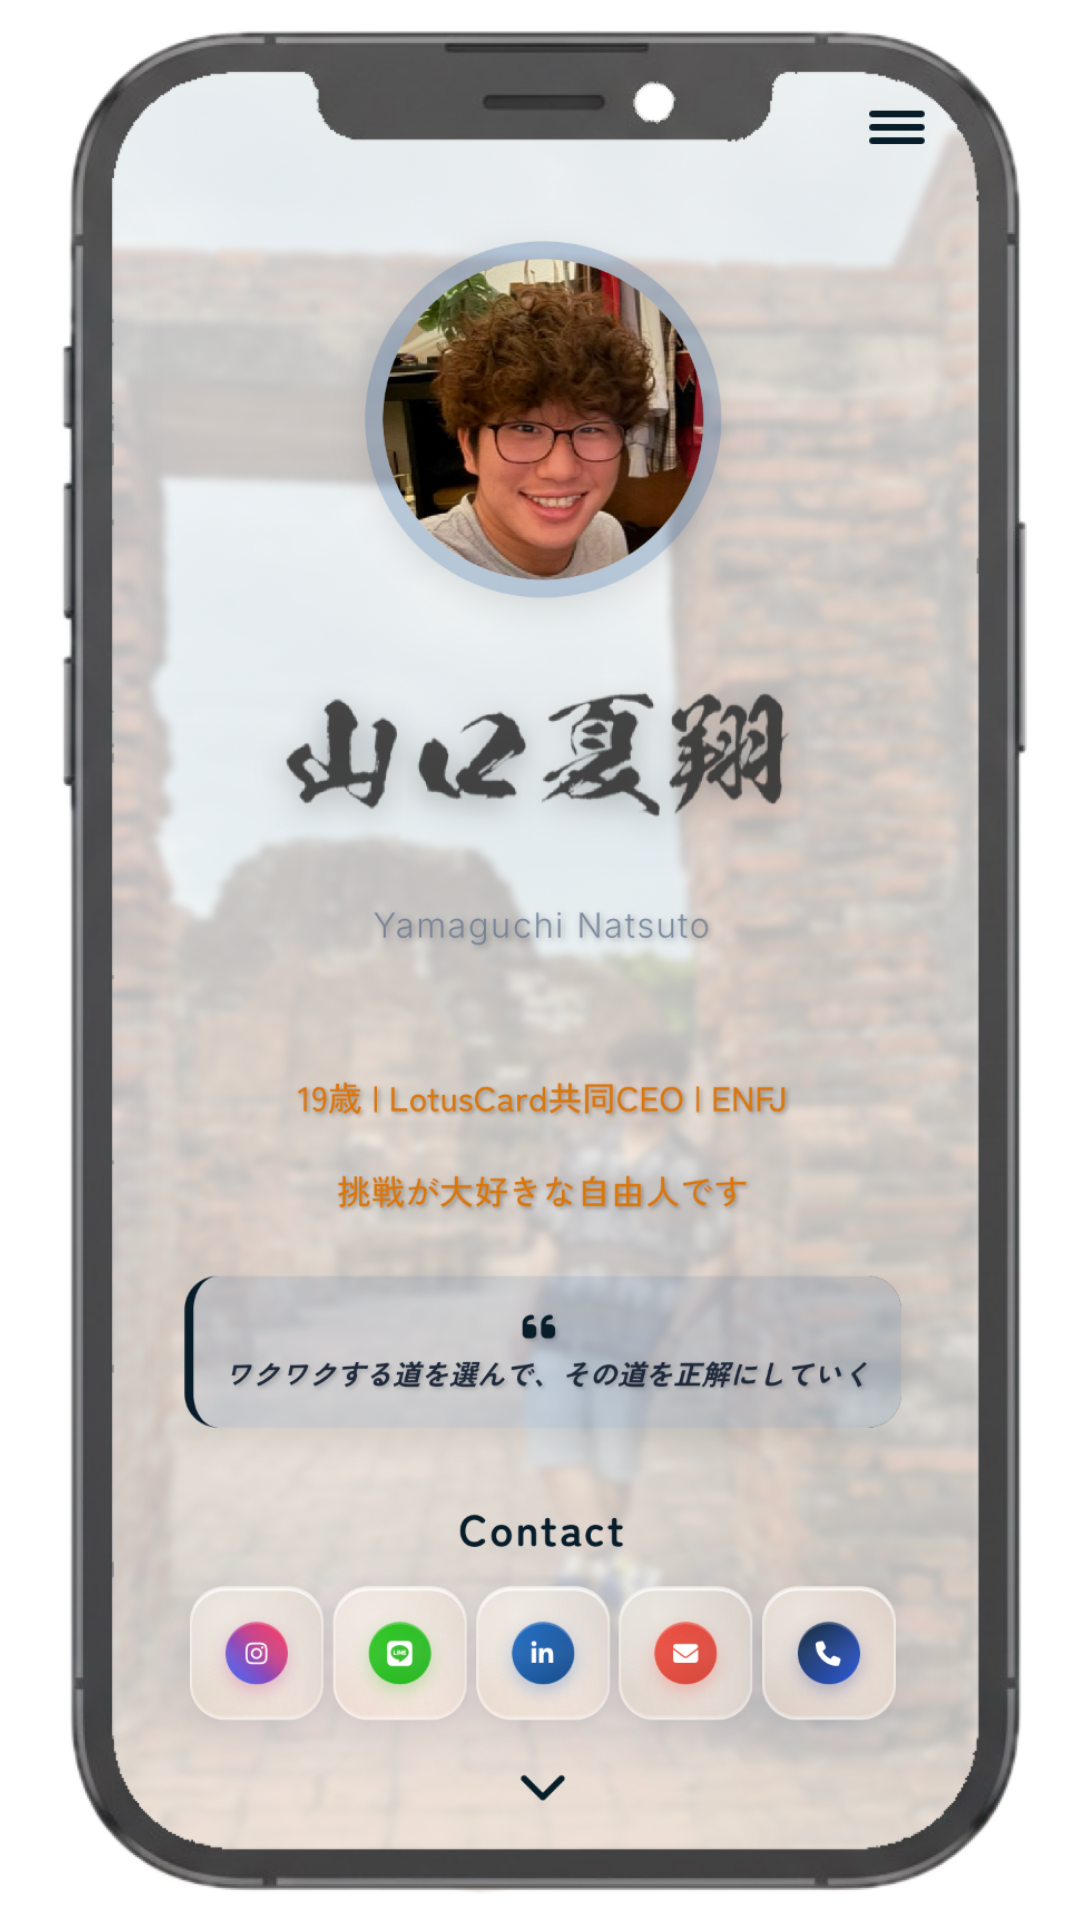 山口夏翔
Yamaguchi Natsuto
19歳 | LotusCard共同CEO | ENFJ
挑戦が大好きな自由人です
❝
ワクワクする道を選んで、その道を正解にしていく
Contact
LINE
in